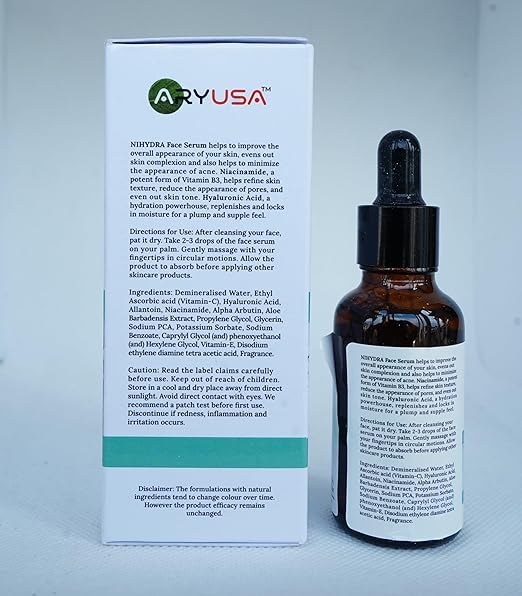 ARYUSA™
NIHYDRA Face Serum helps to improve the
overall appearance of your skin, evens out
skin complexion and also helps to minimize
the appearance of acne. Niacinamide, a
potent form of Vitamin B3, helps refine skin
texture, reduce the appearance of pores, and
even out skin tone. Hyaluronic Acid, a
hydration powerhouse, replenishes and locks
in moisture for a plump and supple feel.
Directions for Use: After cleansing your face,
pat it dry. Take 2-3 drops of the face serum
on your palm. Gently massage with your
fingertips in circular motions. Allow the
product to absorb before applying other
skincare products.
Ingredients: Demineralised Water, Ethyl
Ascorbic acid (Vitamin-C), Hyaluronic Acid,
Allantoin, Niacinamide, Alpha Arbutin, Aloe
Barbadensis Extract, Propylene Glycol, Glycerin,
Sodium PCA, Potassium Sorbate, Sodium
Benzoate, Caprylyl Glycol (and) phenoxyethanol
(and) Hexylene Glycol, Vitamin-E, Disodium
ethylene diamine tetra acetic acid, Fragrance.
Caution: Read the label claims carefully
before use. Keep out of reach of children.
Store in a cool and dry place away from direct
sunlight. Avoid direct contact with eyes. We
recommend a patch test before first use.
Discontinue if redness, inflammation and
irritation occurs.
Disclaimer: The formulations with natural
ingredients tend to change colour over time.
However the product efficacy remains
unchanged.
NIHYDRA Face Serum helps to improve the
overall appearance of your skin, evens out
skin complexion and also helps to minimize
the appearance of acne. Niacinamide, a potent
form of Vitamin B3, helps refine skin texture,
reduce the appearance of pores, and even out
skin tone. Hyaluronic Acid, a hydration
powerhouse, replenishes and locks in
moisture for a plump and supple feel.
Directions for Use: After cleansing your
face, pat it dry. Take 2-3 drops of the face
serum on your palm. Gently massage with
your fingertips in circular motions. Allow
the product to absorb before applying other
skincare products.
Ingredients: Demineralised Water, Ethyl
Ascorbic acid (Vitamin-C), Hyaluronic Acid,
Allantoin, Niacinamide, Alpha Arbutin, Aloe
Barbadensis Extract, Propylene Glycol,
Glycerin, Sodium PCA, Potassium Sorbate,
Sodium Benzoate, Caprylyl Glycol (and)
phenoxyethanol (and) Hexylene Glycol,
Vitamin-E, Disodium ethylene diamine tetra
acetic acid, Fragrance.